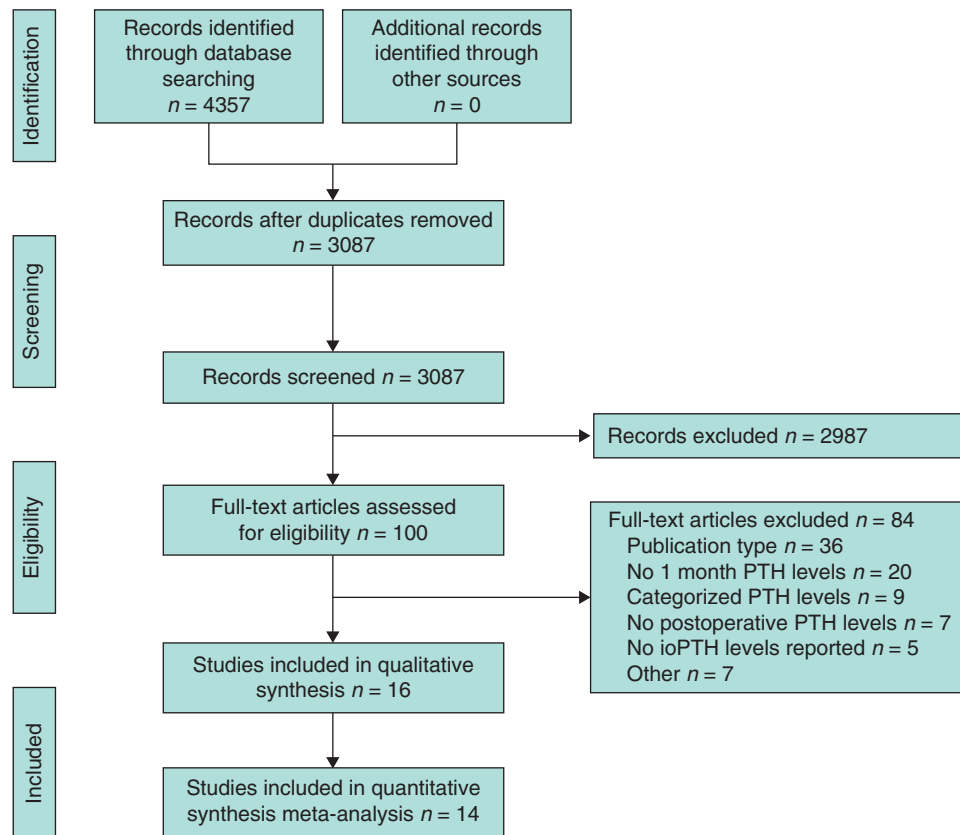 Identification
Records identified
through database
searching
n = 4357
Additional records
identified through
other sources
n = 0
Screening
Records after duplicates removed
n = 3087
Records screened n = 3087
Records excluded n = 2987
Eligibility
Full-text articles assessed
for eligibility n = 100
Full-text articles excluded n = 84
Publication type n = 36
No 1 month PTH levels n = 20
Categorized PTH levels n = 9
No postoperative PTH levels n = 7
No ioPTH levels reported n = 5
Other n = 7
Included
Studies included in qualitative
synthesis n = 16
Studies included in quantitative
synthesis meta-analysis n = 14